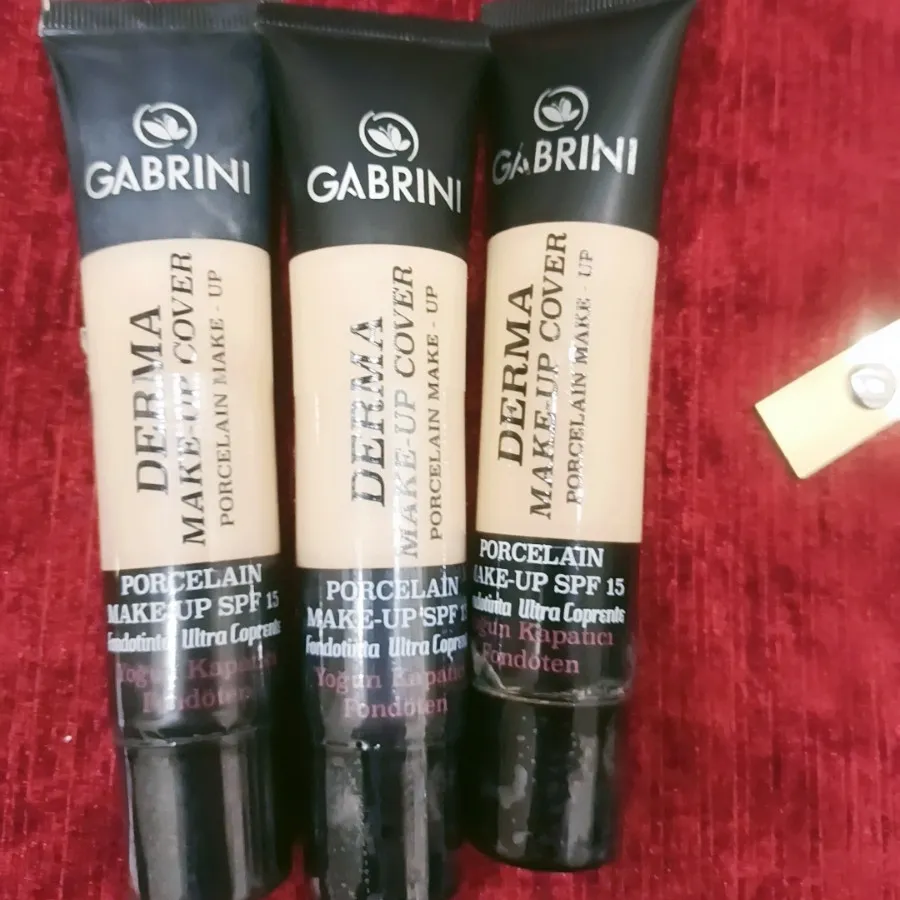 GABRINI
DERMA
MAKE-UP COVER
PORCELAIN MAKE - UP
PORCELAIN
MAKE-UP SPF 15
Fondotinta Ultra Coprente
Yoğun Kapatıcı
Fondöten
GABRINI
DERMA
MAKE-UP COVER
PORCELAIN MAKE - UP
PORCELAIN
MAKE-UP SPF 15
Fondotinta Ultra Copren
Yoğun Kapatıcı
Fondöten
GABRINI
DERMA
MAKE-UP COVER
PORCELAIN MAKE - UP
PORCELAIN
MAKE-UP SPF 15
dotinta Ultra Coprente
Yoğun Kapatıcı
Fondöten